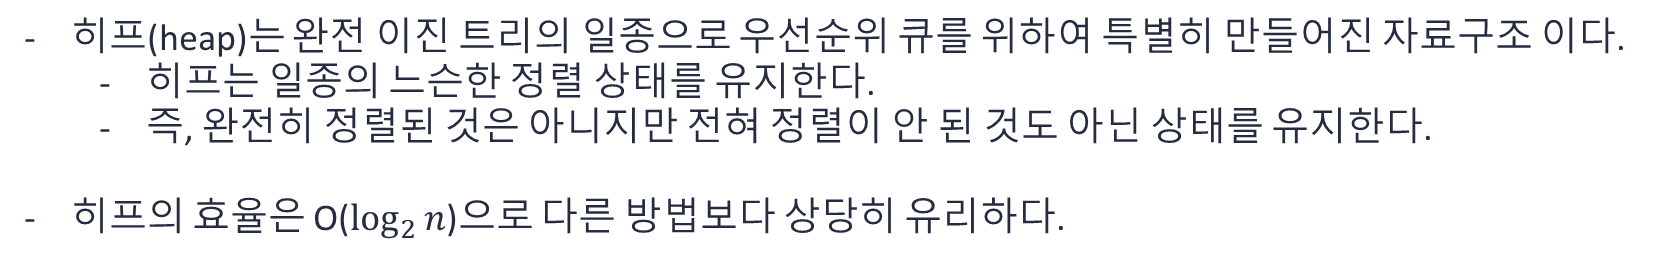 - 히프(heap)는 완전 이진 트리의 일종으로 우선순위 큐를 위하여 특별히 만들어진 자료구조 이다.
- 히프는 일종의 느슨한 정렬 상태를 유지한다.
- 즉, 완전히 정렬된 것은 아니지만 전혀 정렬이 안 된 것도 아닌 상태를 유지한다.
- 히프의 효율은 O(log₂ n)으로 다른 방법보다 상당히 유리하다.